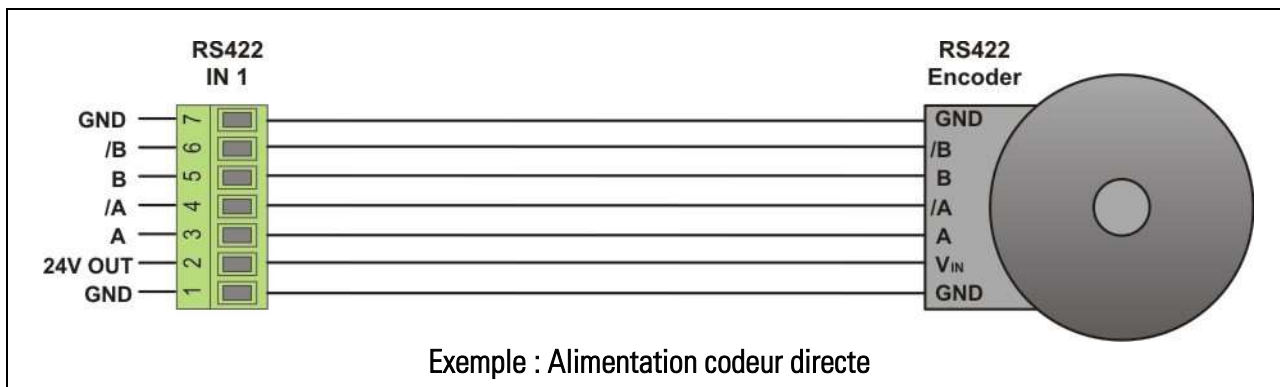 RS422
IN 1
RS422
Encoder
GND 7 GND
/B 6 /B
B 5 B
/A 4 /A
A 3 A
24V OUT 2 VIN
GND 1 GND
Exemple : Alimentation codeur directe